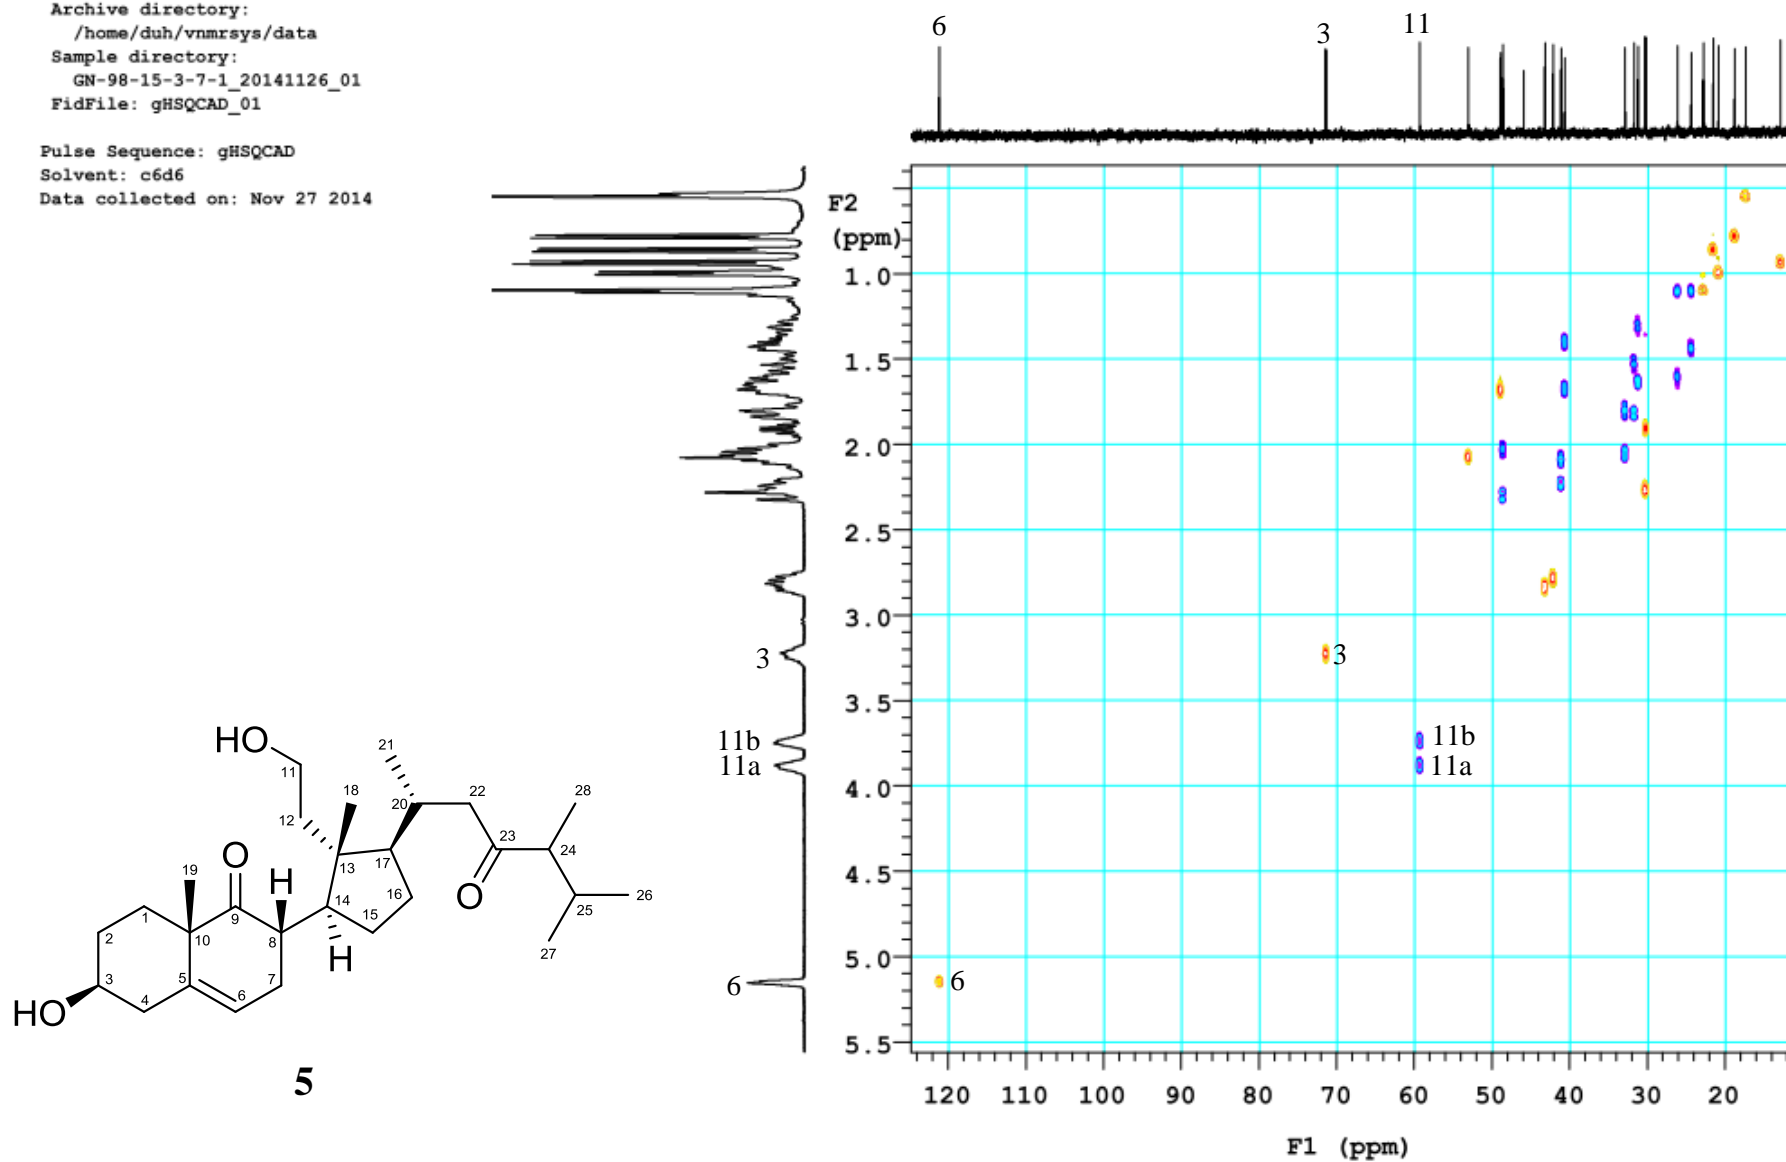 Archive directory:
/home/duh/vnmrsys/data
Sample directory:
GN-98-15-3-7-1_20141126_01
FidFile: gHSQCAD_01
Pulse Sequence: gHSQCAD
Solvent: c6d6
Data collected on: Nov 27 2014
6
3
11
F2
(ppm)
1.0
1.5
2.0
2.5
3.0
3.5
4.0
4.5
5.0
5.5
3
11b
11a
6
3
11b
11a
6
120 110 100 90 80 70 60 50 40 30 20
F1 (ppm)
HO
11
12
18
21
20
22
28
23
24
O
26
25
27
17
13
16
14
15
H
19
O
H
9
1
10
8
2
3
5
7
4
6
HO
5